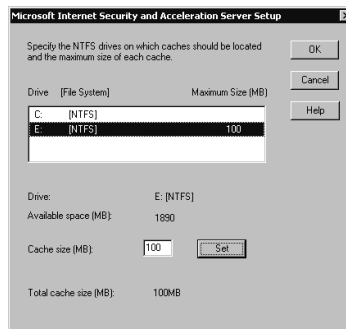 Microsoft Internet Security and Acceleration Server Setup
Specify the NTFS drives on which caches should be located
and the maximum size of each cache.
OK
Cancel
Help
Drive [File System] Maximum Size (MB)
C: [NTFS]
E: [NTFS] 100
Drive: E: [NTFS]
Available space (MB): 1890
Cache size (MB): 100 Set
Total cache size (MB): 100MB